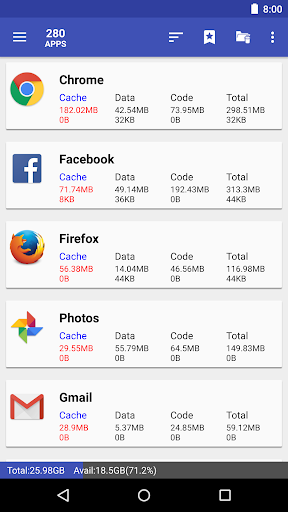 8:00
280
APPS
Chrome
Cache Data Code Total
182.02MB 42.54MB 73.95MB 298.51MB
0B 32KB 0B 32KB
Facebook
Cache Data Code Total
71.74MB 49.14MB 192.43MB 313.3MB
8KB 36KB 0B 44KB
Firefox
Cache Data Code Total
56.38MB 14.04MB 46.56MB 116.98MB
0B 44KB 0B 44KB
Photos
Cache Data Code Total
29.55MB 55.79MB 64.5MB 149.83MB
0B 0B 0B 0B
Gmail
Cache Data Code Total
28.9MB 5.37MB 24.85MB 59.12MB
0B 0B 0B 0B
Total:25.98GB Avail:18.5GB(71.2%)